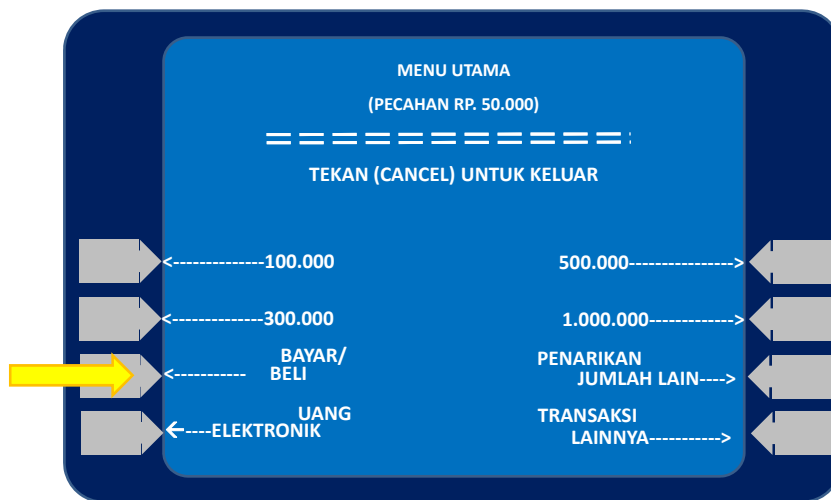 MENU UTAMA
(PECAHAN RP. 50.000)
= = = = = = = = = = = = =
TEKAN (CANCEL) UNTUK KELUAR
<--------------100.000
500.000---------------->
<--------------300.000
1.000.000------------->
BAYAR/
<----------- BELI
PENARIKAN
JUMLAH LAIN---->
UANG
←----ELEKTRONIK
TRANSAKSI
LAINNYA----------->